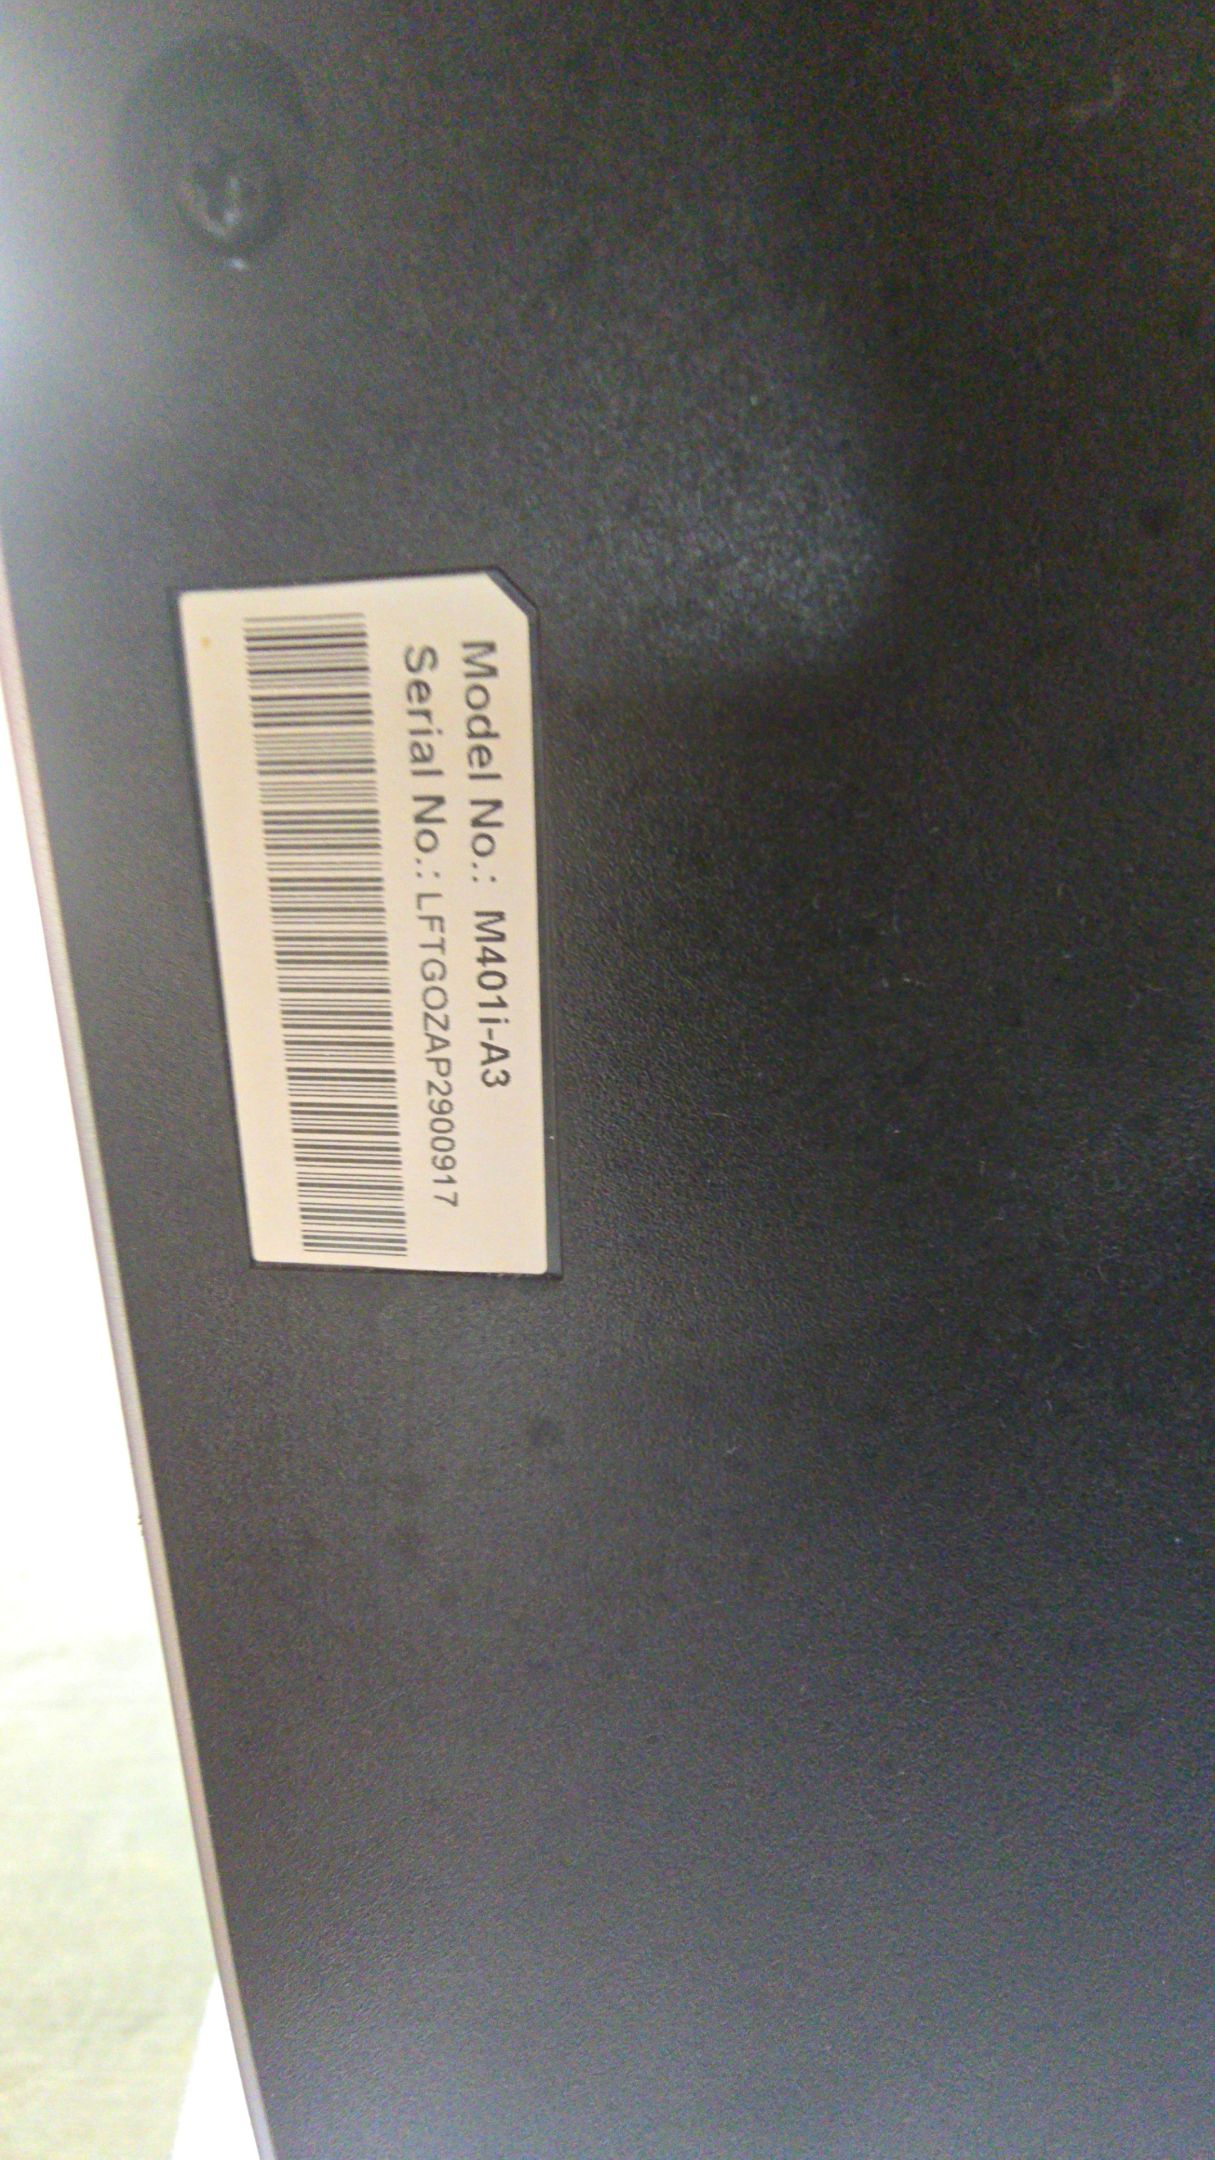 Model No.: M401i-A3
Serial No.: LFTGOZAP2900917